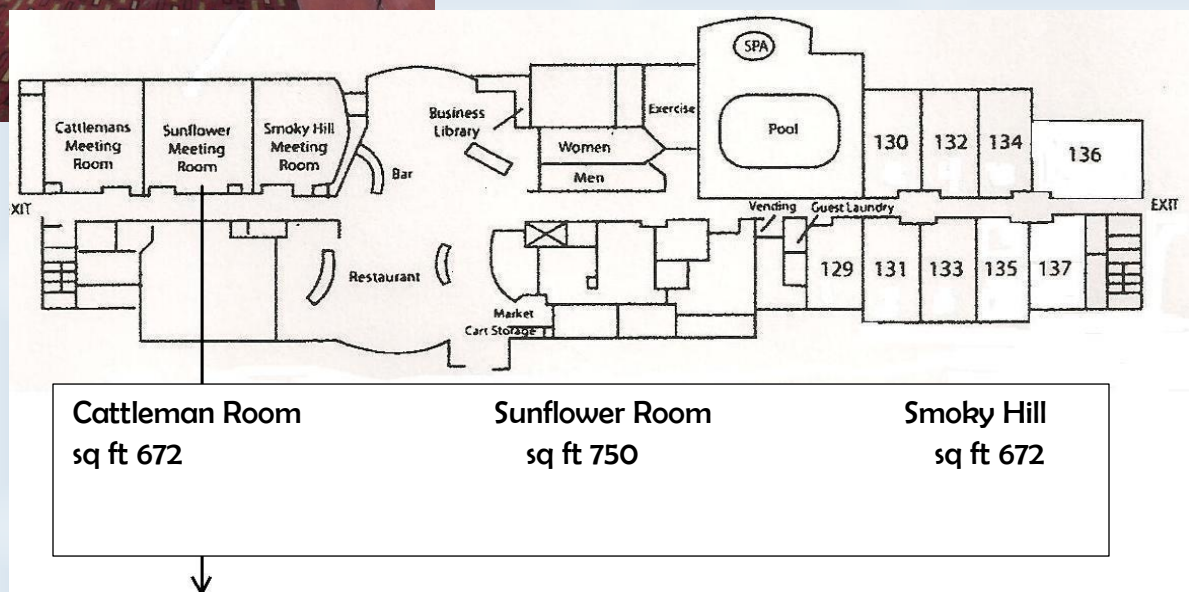 SPA
Cattlemans
Meeting
Room
Sunflower
Meeting
Room
Smoky Hill
Meeting
Room
Bar
Business
Library
Women
Men
Exercise
Pool
130
132
134
136
XIT
EXIT
Vending
Guest Laundry
Restaurant
129
131
133
135
137
Market
Cart Storage
Cattleman Room Sunflower Room Smoky Hill
sq ft 672 sq ft 750 sq ft 672